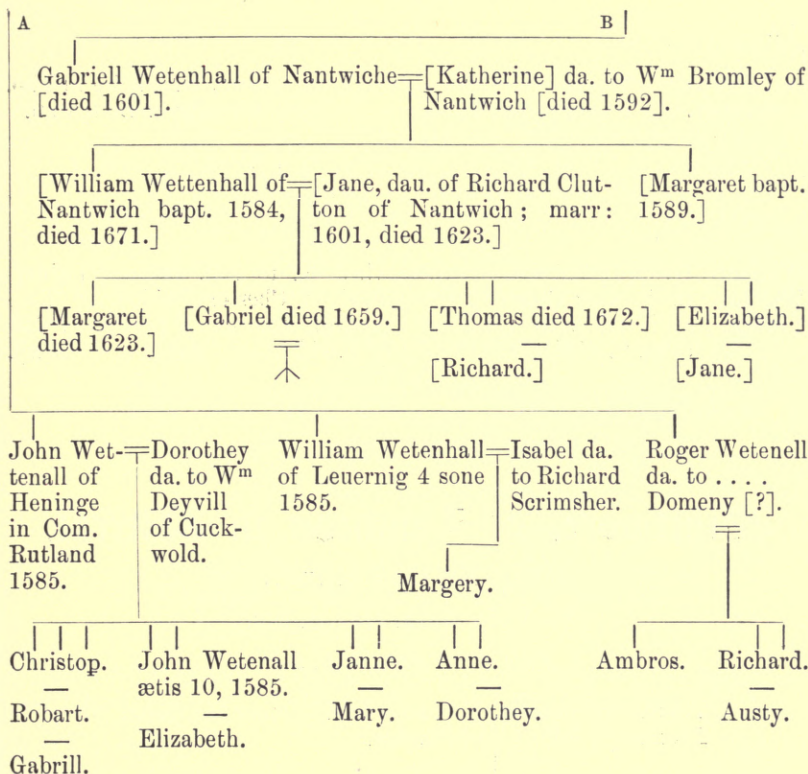 A B
Gabriell Wetenhall of Nantwiche [Katherine] da. to Wᵐ Bromley of
[died 1601]. Nantwich [died 1592].
[William Wettenhall of [Jane, dau. of Richard Clut- [Margaret bapt.
Nantwich bapt. 1584, ton of Nantwich ; marr: 1589.]
died 1671.] 1601, died 1623.]
[Margaret [Gabriel died 1659.] [Thomas died 1672.] [Elizabeth.]
died 1623.] — —
[Richard.] [Jane.]
John Wet- Dorothey William Wetenhall Isabel da. Roger Wetenell
tenall of da. to Wᵐ of Leuernig 4 sone to Richard da. to . . . .
Heninge Deyvill 1585. Scrimsher. Domeny [?].
in Com. of Cuck-
Rutland wold.
1585.
Margery.
Christop. John Wetenall Janne. Anne. Ambros. Richard.
— ætis 10, 1585. — — —
Robart. — Mary. Dorothey. Austy.
— Elizabeth.
Gabrill.